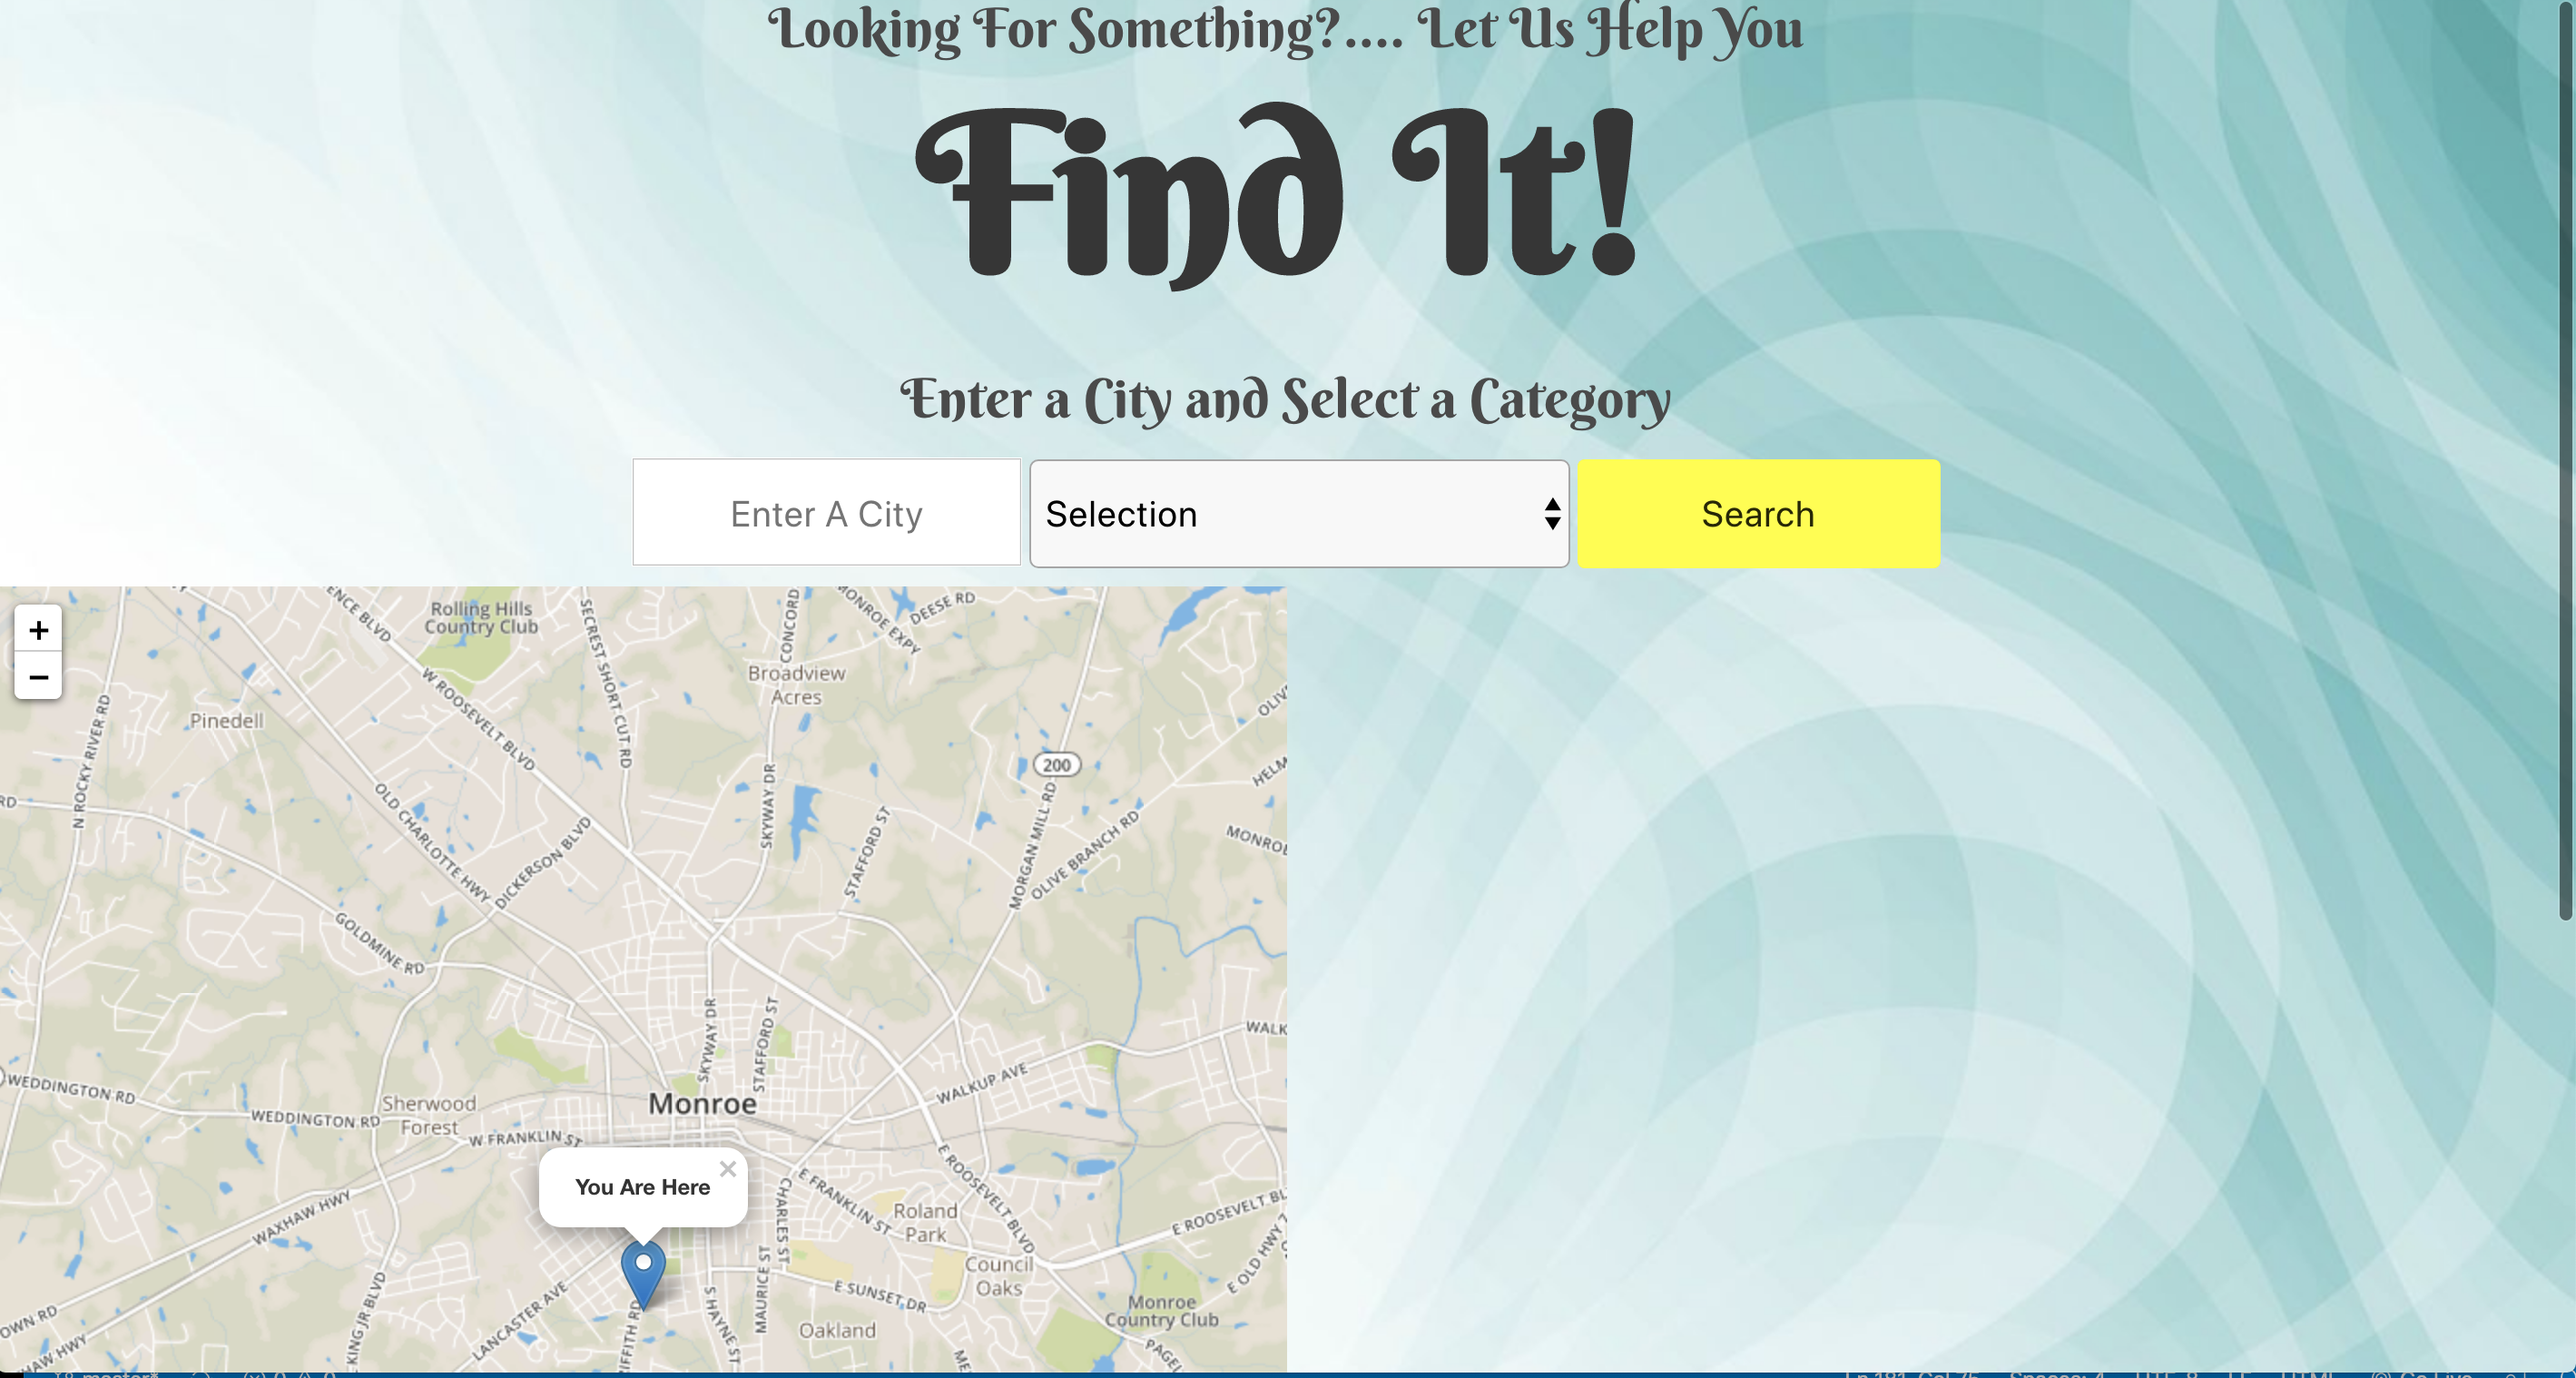 Looking For Something?.... Let Us Help You
Find It!
Enter a City and Select a Category
Enter A City
Selection
Search
+
−
Rolling Hills
Country Club
SECREST SHORT CUT RD
CONCORD
MONROE EXPY
DEESE RD
Broadview
Acres
W ROOSEVELT BLVD
Pinedell
N ROCKY RIVER RD
200
SKYWAY DR
OLD CHARLOTTE HWY
DICKERSON BLVD
STAFFORD ST
MORGAN MILL RD
OLIVE BRANCH RD
GOLDMINE RD
SKYWAY DR
STAFFORD ST
WALKUP AVE
WEDDINGTON RD
WEDDINGTON RD
Sherwood
Forest
Monroe
W FRANKLIN ST
You Are Here
×
WAXHAW HWY
CHARLES ST
E FRANKLIN ST
E ROOSEVELT BLVD
Roland
Park
E ROOSEVELT BL
E OLD HWY 7
Council
Oaks
E SUNSET DR
MAURICE ST
S HAYNE ST
LANCASTER AVE
KING JR BLVD
Oakland
Monroe
Country Club